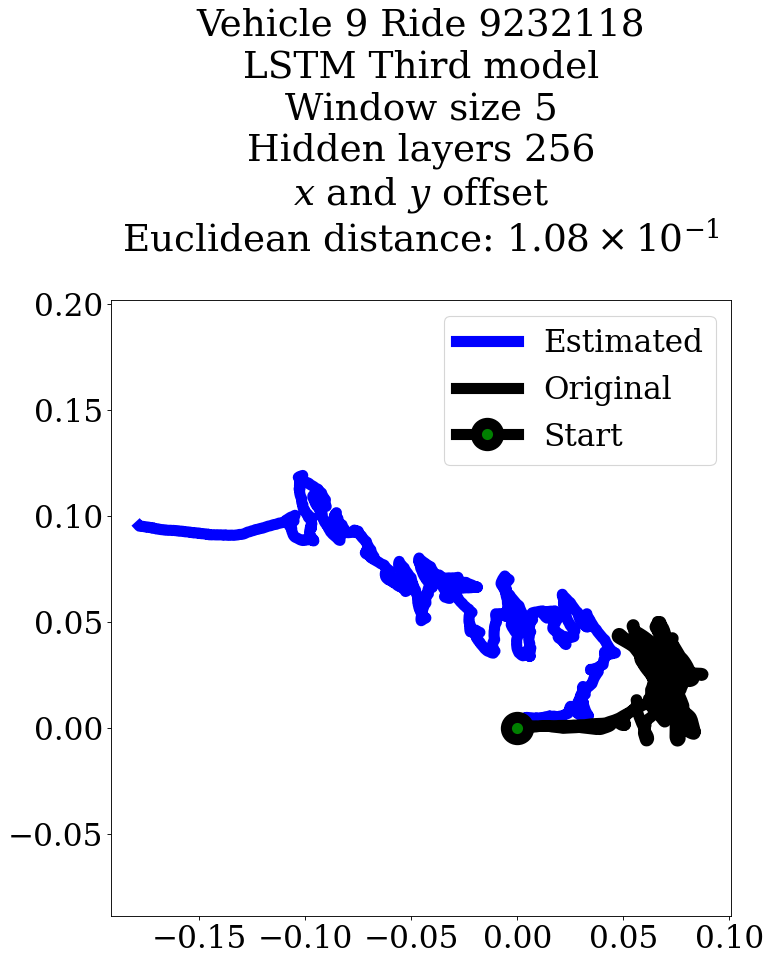 Vehicle 9 Ride 9232118
LSTM Third model
Window size 5
Hidden layers 256
x and y offset
Euclidean distance: 1.08 × 10⁻¹
Estimated
Original
Start
0.20
0.15
0.10
0.05
0.00
−0.05
−0.15 −0.10 −0.05 0.00 0.05 0.10